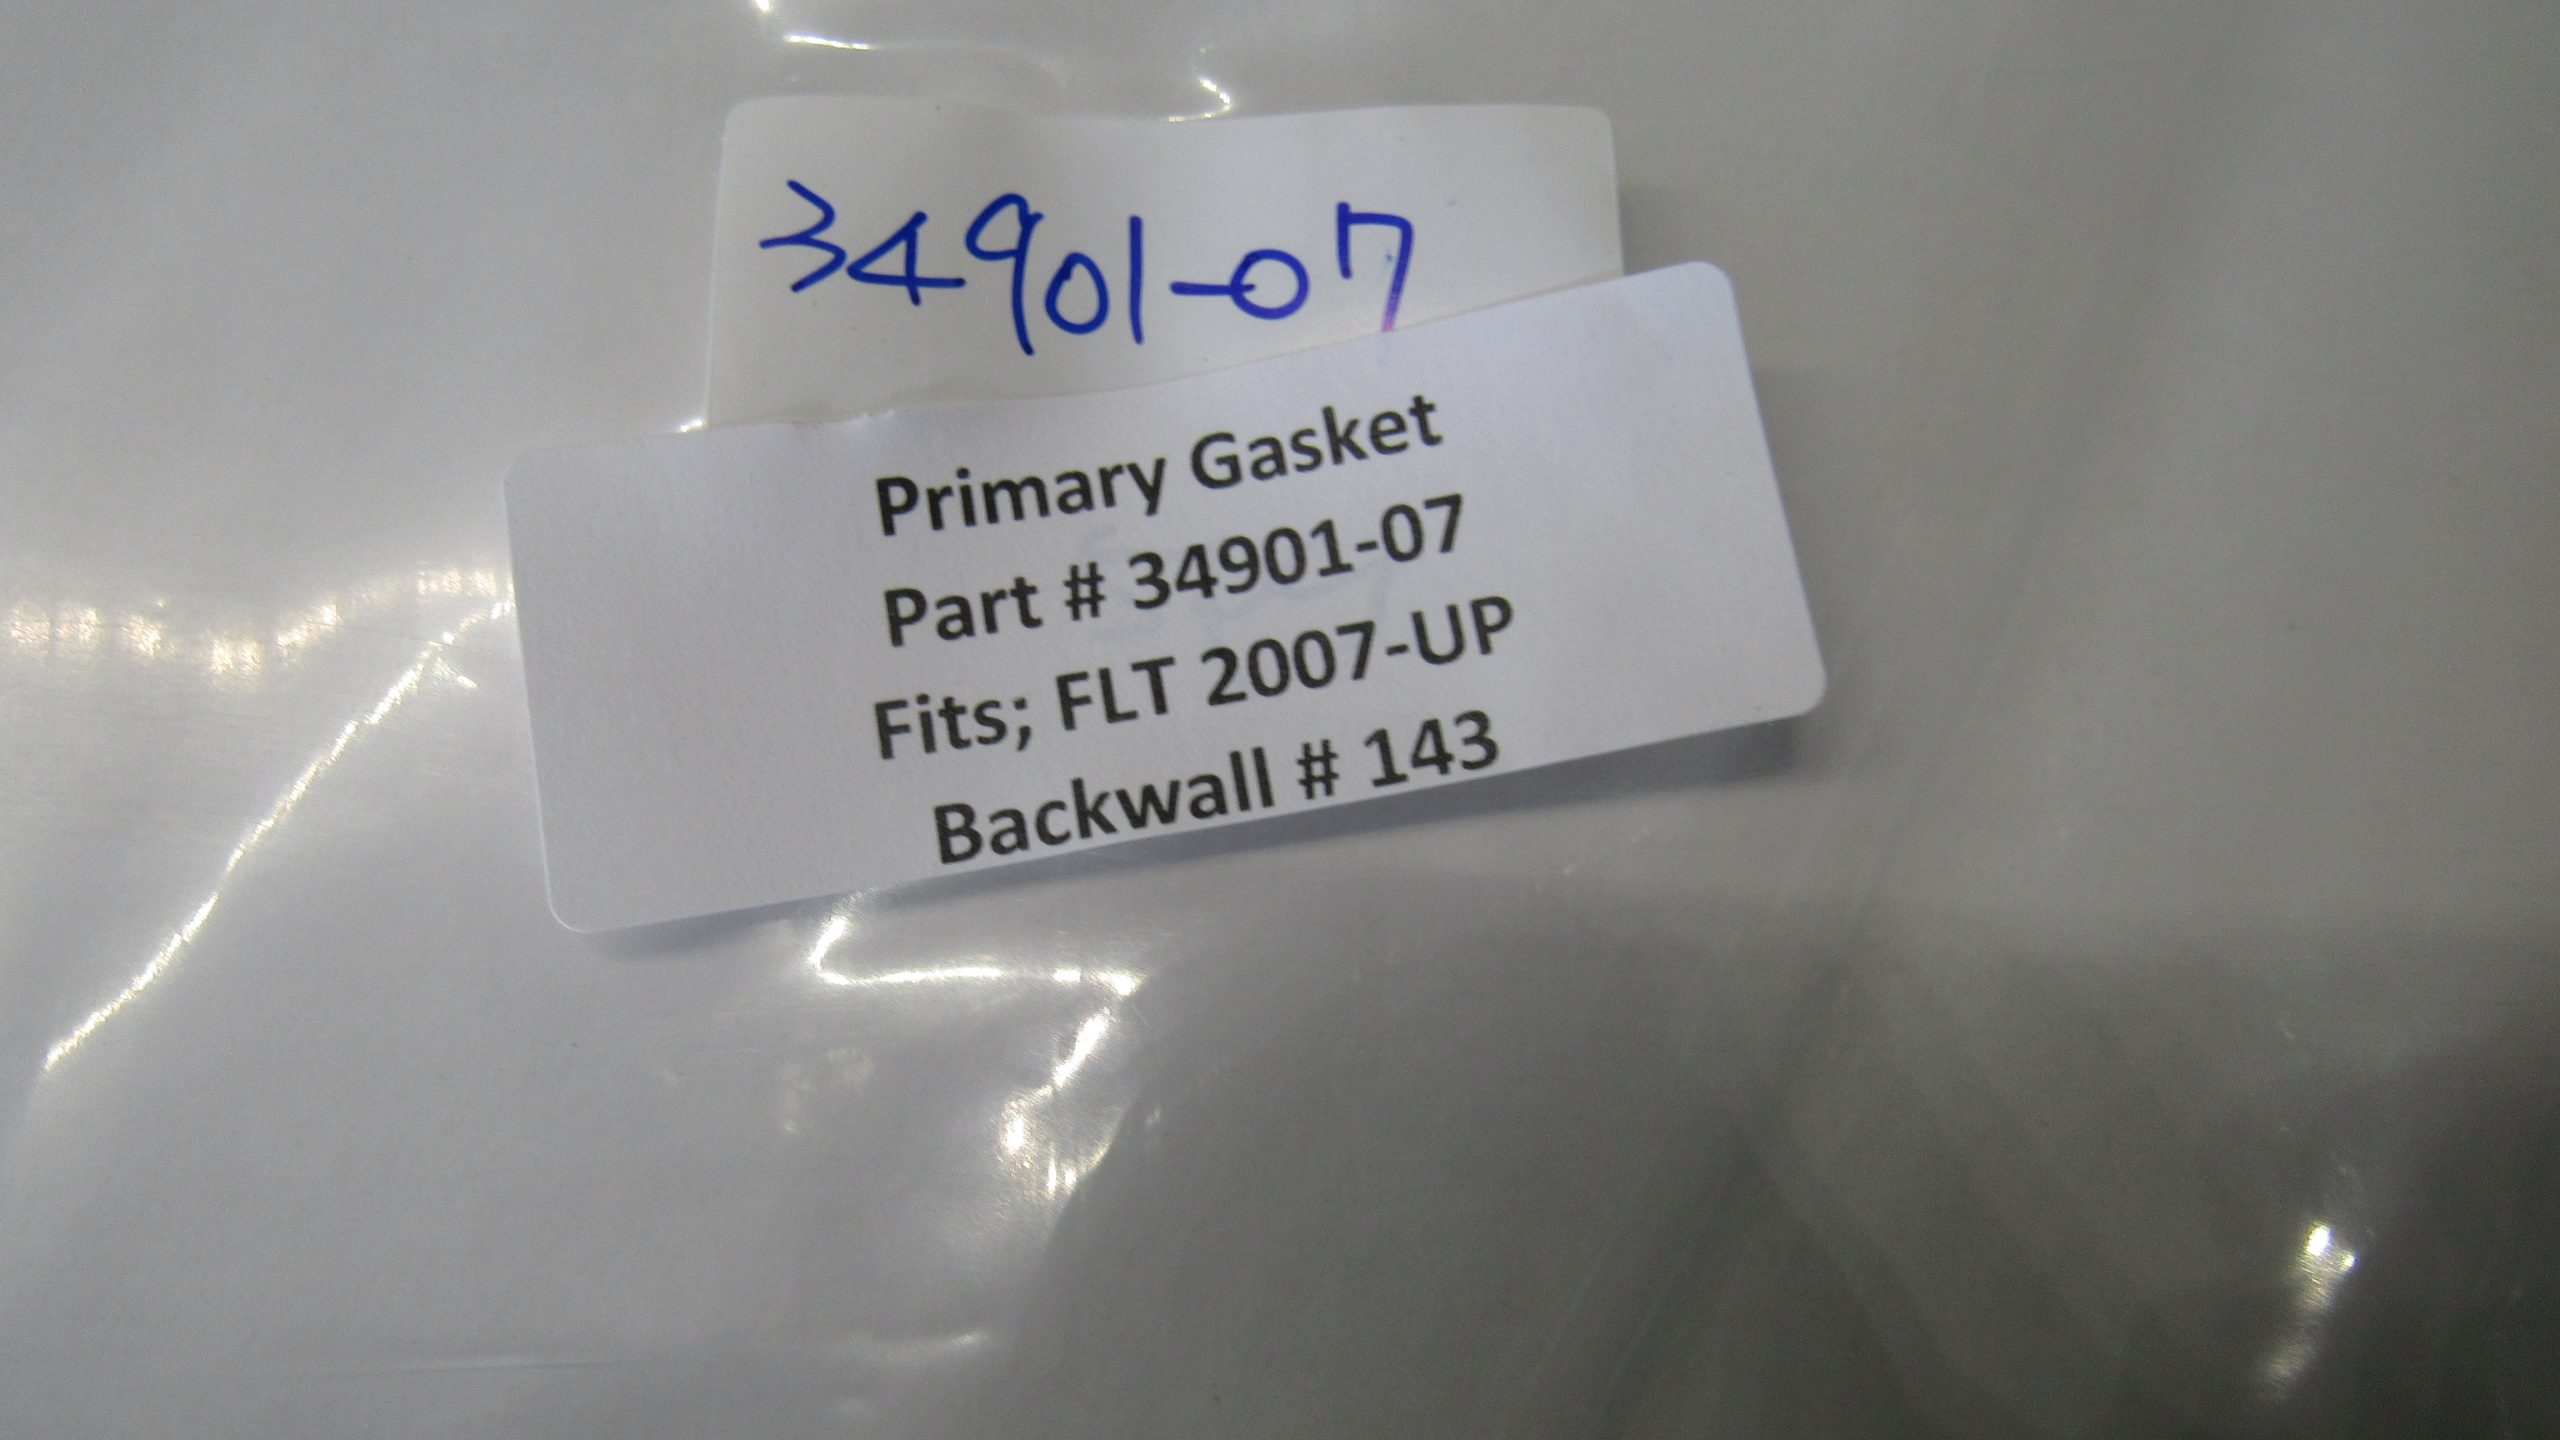 34901-07
Primary Gasket
Part # 34901-07
Fits; FLT 2007-UP
Backwall # 143